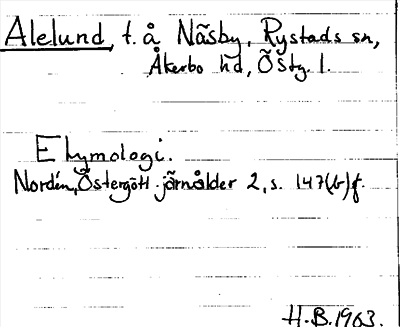 Alelund, t. å Näsby, Rystads sn,
Åkerbo hd, Östg. l.
Etymologi.
Nordén, Östergötl. järnålder 2, s. 147(b)f.
H.B. 1963.